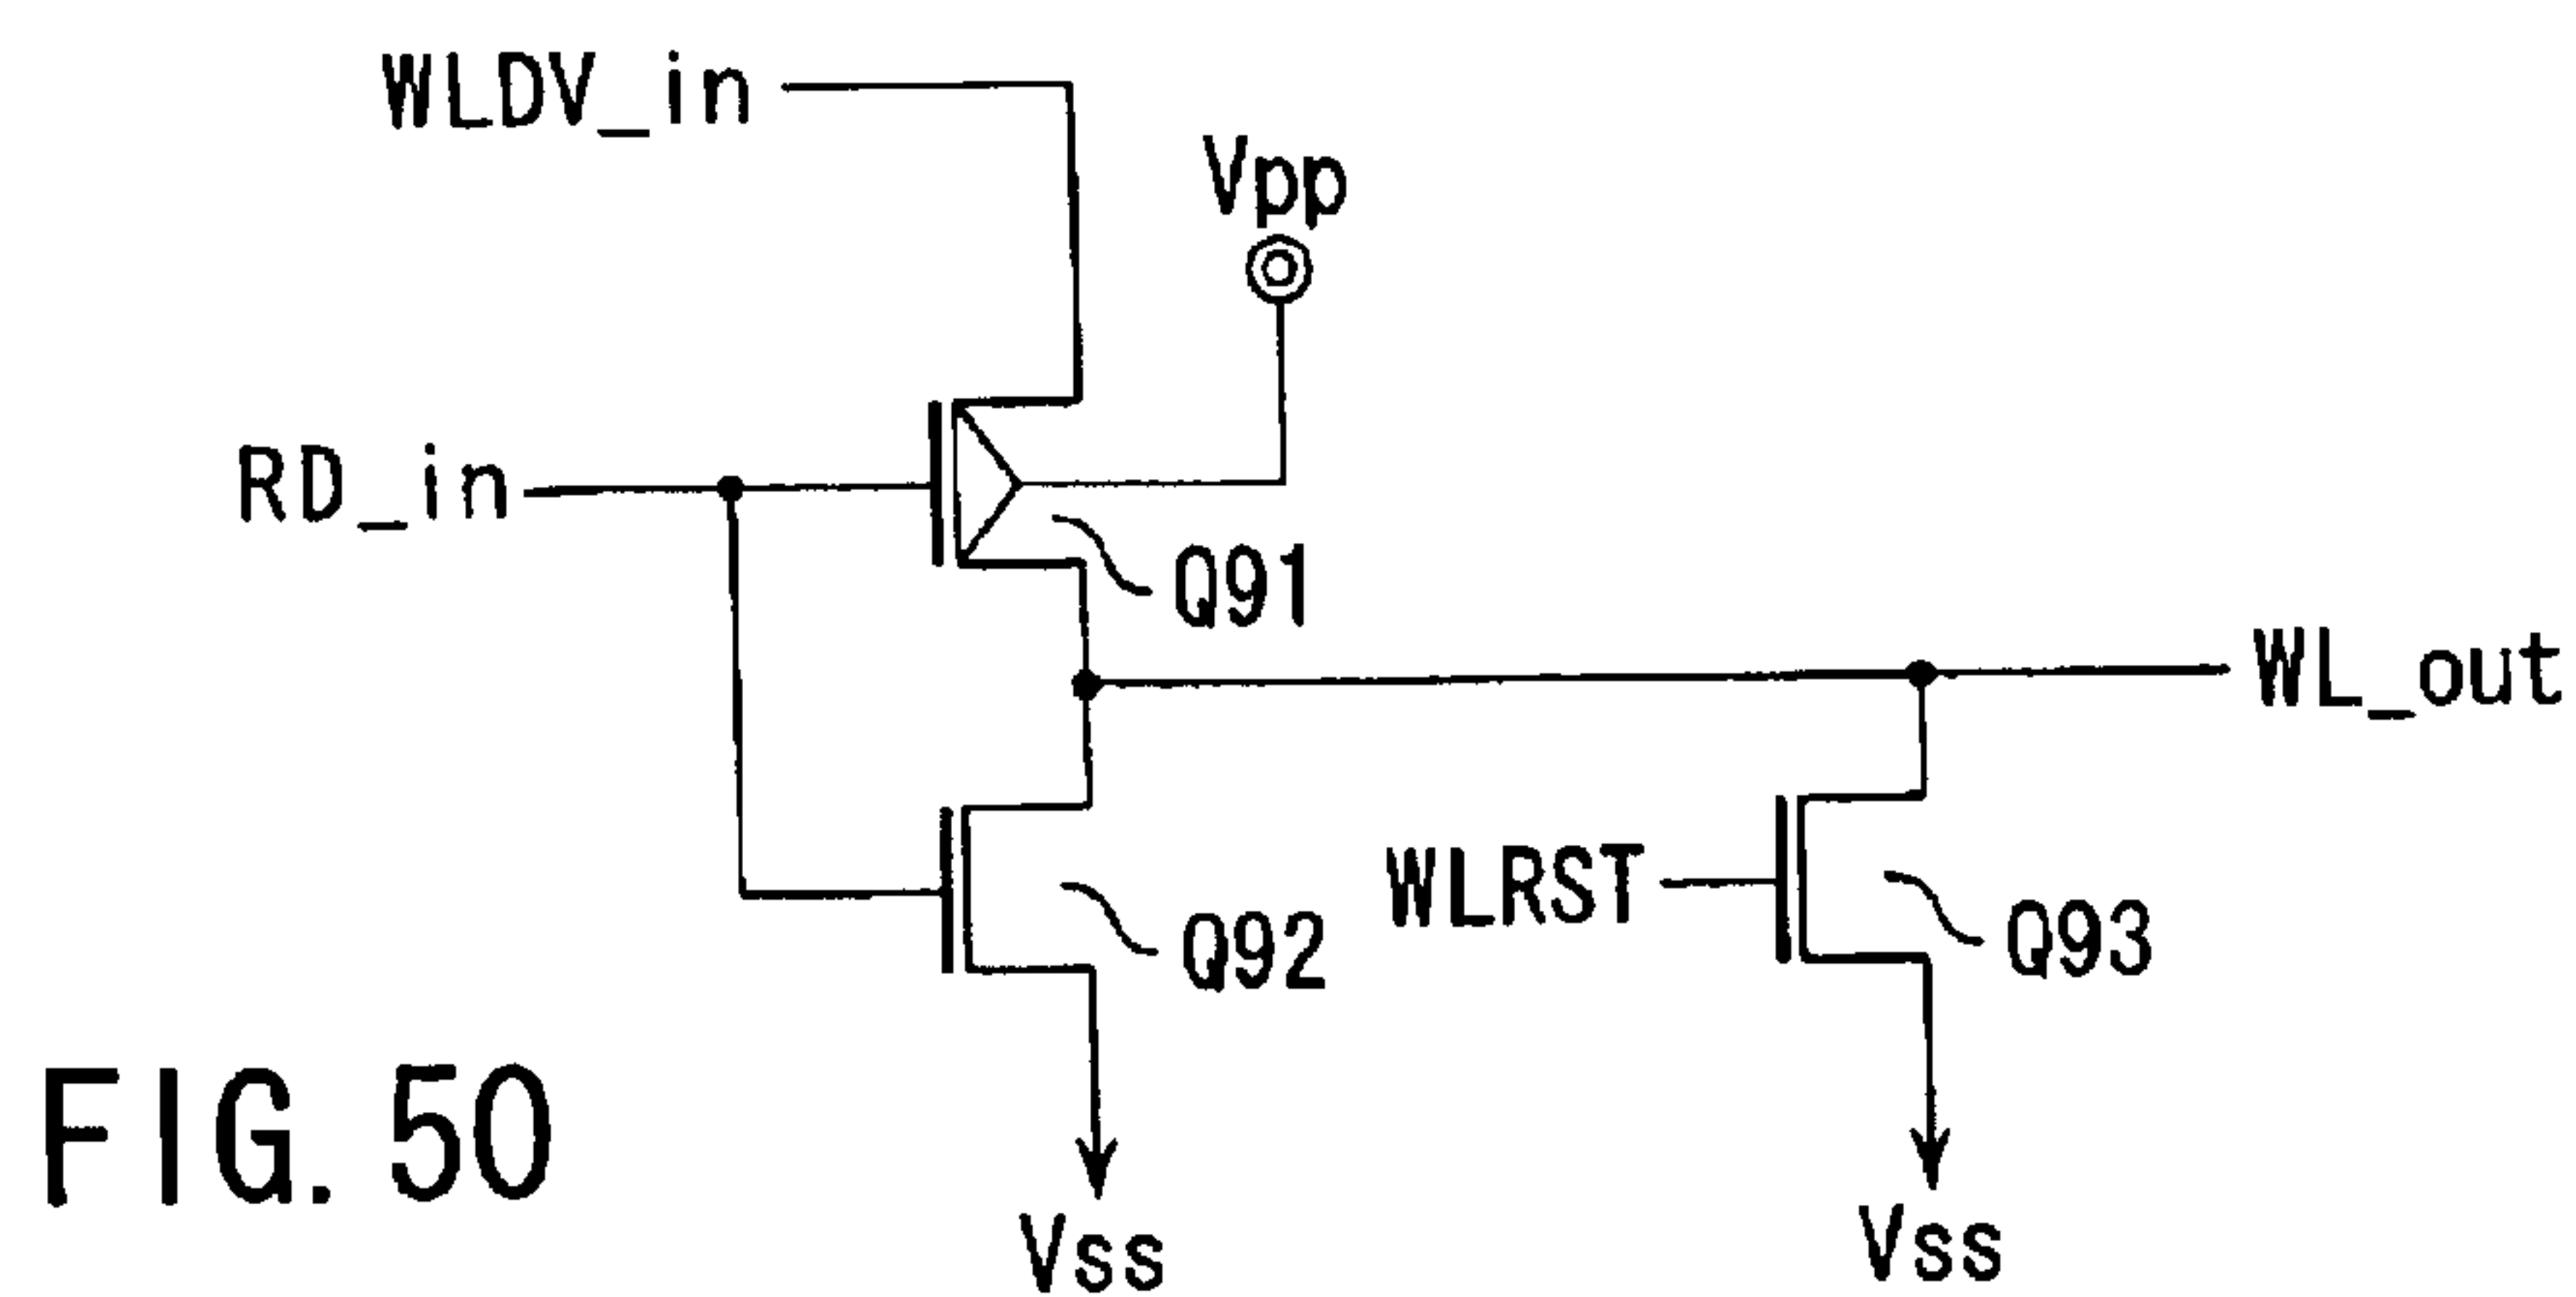 WLDV_in
Vpp
RD_in
Q91
WL_out
WLRST
Q92
Q93
FIG. 50
Vss
Vss